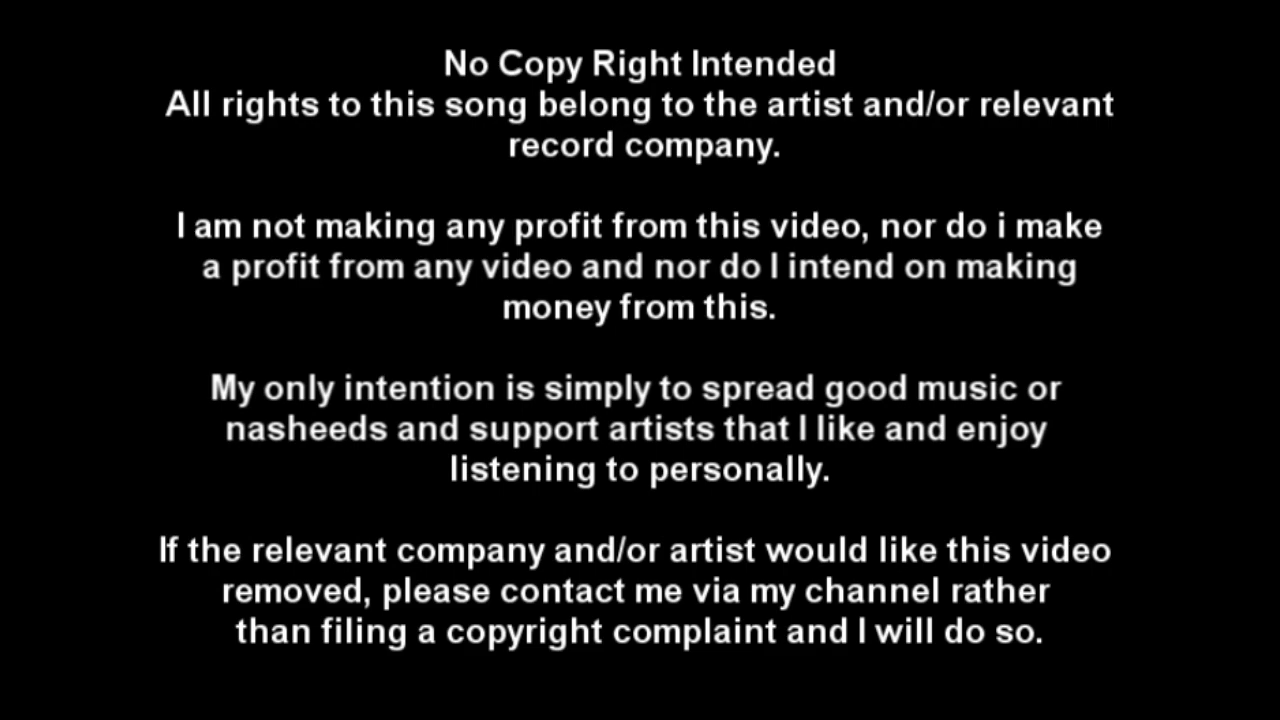 No Copy Right Intended
All rights to this song belong to the artist and/or relevant
record company.
I am not making any profit from this video, nor do i make
a profit from any video and nor do I intend on making
money from this.
My only intention is simply to spread good music or
nasheeds and support artists that I like and enjoy
listening to personally.
If the relevant company and/or artist would like this video
removed, please contact me via my channel rather
than filing a copyright complaint and I will do so.